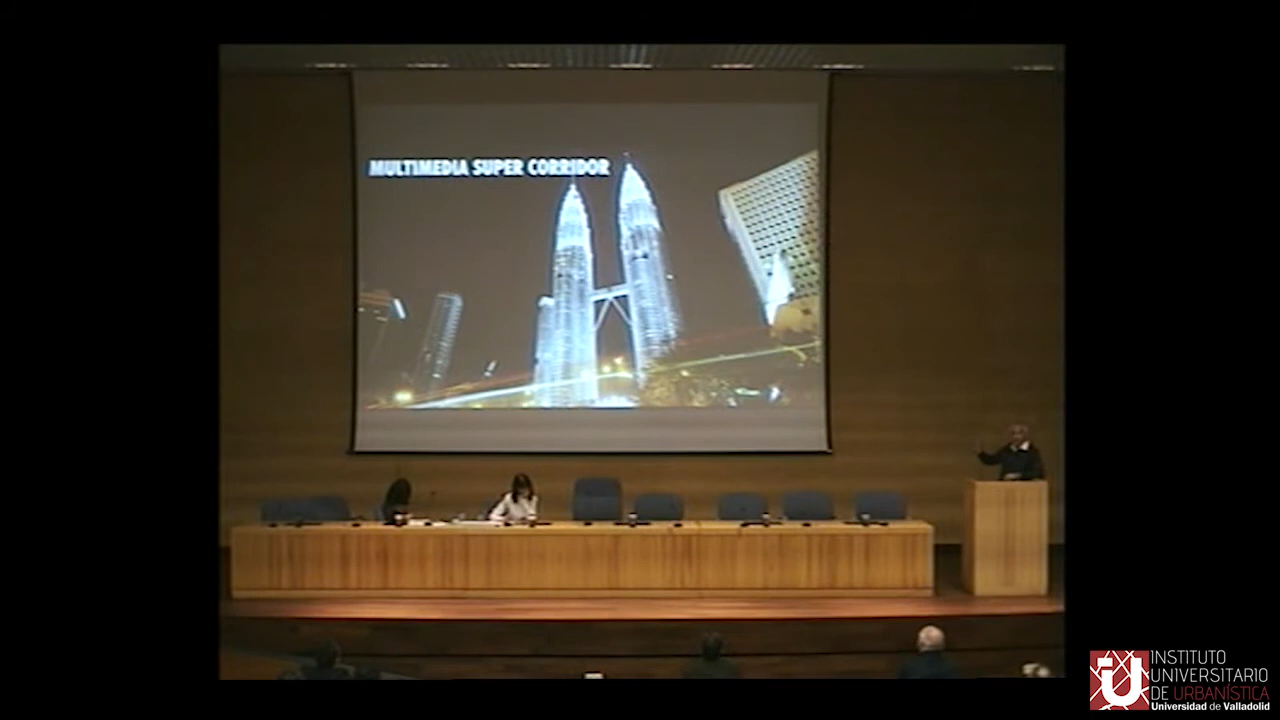 MULTIMEDIA SUPER CORRIDOR
INSTITUTO
UNIVERSITARIO
DE URBANÍSTICA
Universidad de Valladolid